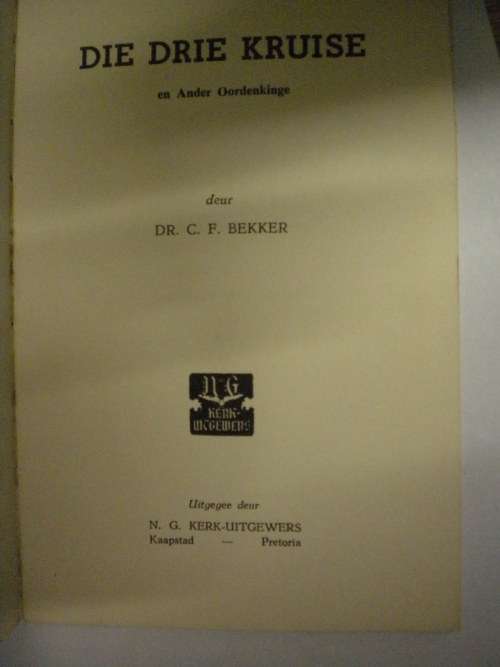 DIE DRIE KRUISE
en Ander Oordenkinge
deur
DR. C. F. BEKKER
N G
KERK-
UITGEWERS
Uitgegee deur
N. G. KERK-UITGEWERS
Kaapstad — Pretoria